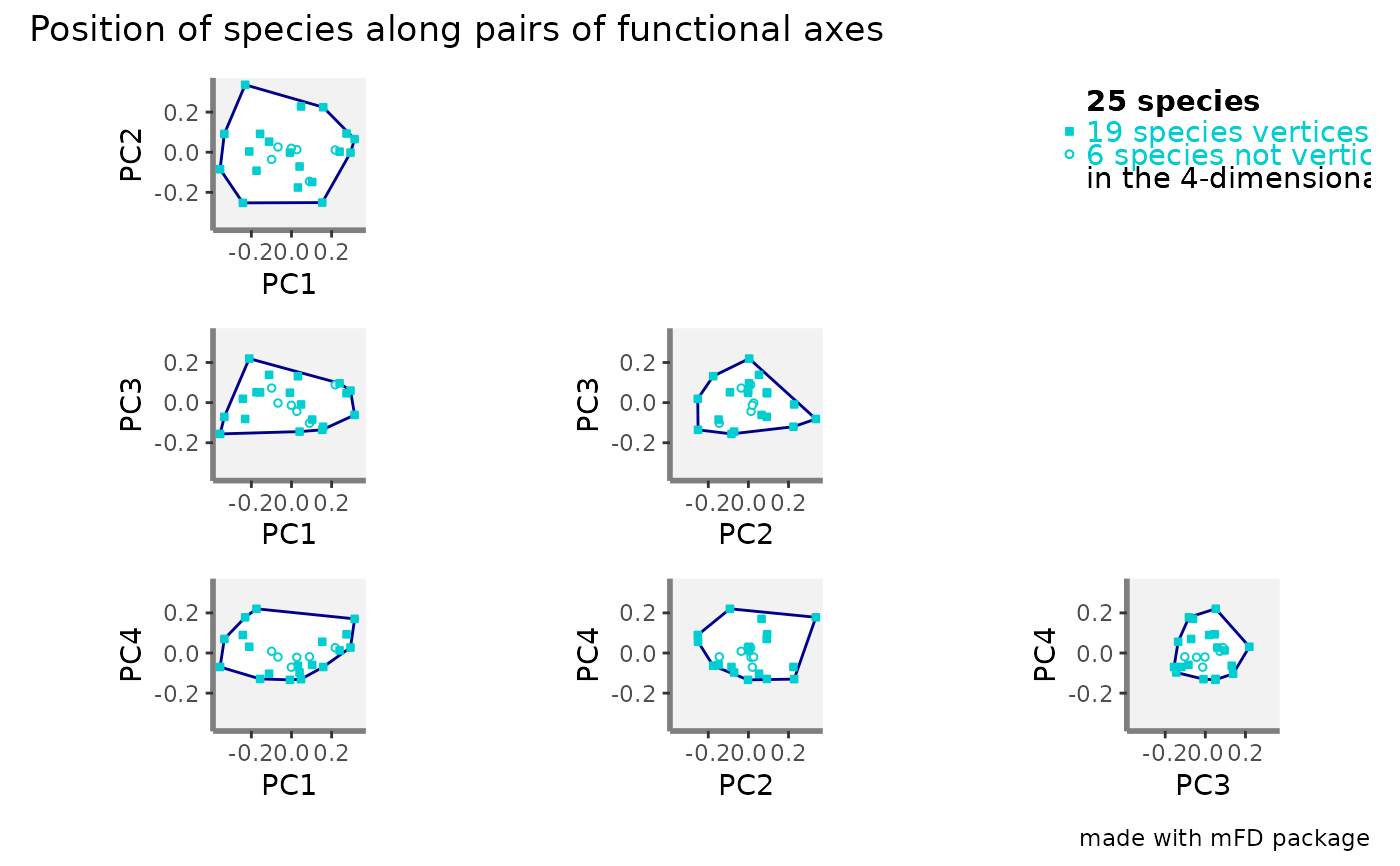 Position of species along pairs of functional axes
25 species
19 species vertices
6 species not vertic
in the 4-dimensiona
PC2
0.2
0.0
-0.2
-0.2 0.0 0.2
PC1
PC3
0.2
0.0
-0.2
-0.2 0.0 0.2
PC1
PC3
0.2
0.0
-0.2
-0.2 0.0 0.2
PC2
PC4
0.2
0.0
-0.2
-0.2 0.0 0.2
PC1
PC4
0.2
0.0
-0.2
-0.2 0.0 0.2
PC2
PC4
0.2
0.0
-0.2
-0.2 0.0 0.2
PC3
made with mFD package